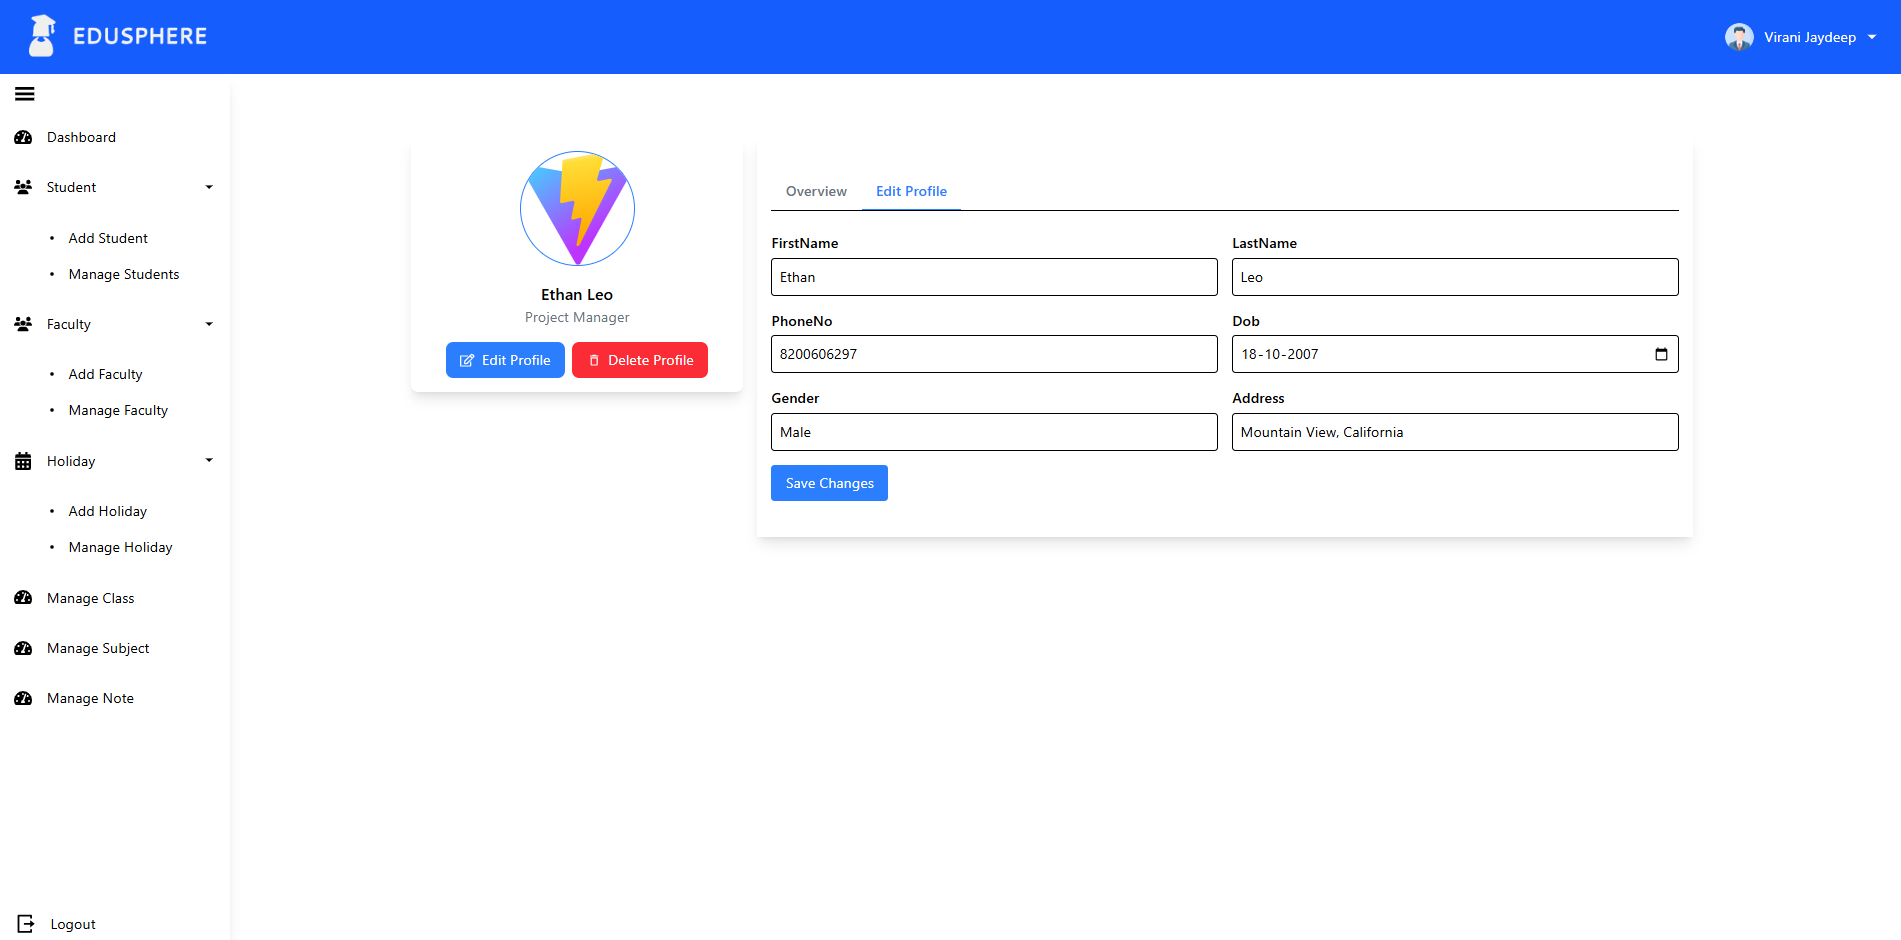 EDUSPHERE
Virani Jaydeep
Dashboard
Student
• Add Student
• Manage Students
Faculty
• Add Faculty
• Manage Faculty
Holiday
• Add Holiday
• Manage Holiday
Manage Class
Manage Subject
Manage Note
Logout
Ethan Leo
Project Manager
Edit Profile Delete Profile
Overview Edit Profile
FirstName LastName
Ethan Leo
PhoneNo Dob
8200606297 18-10-2007
Gender Address
Male Mountain View, California
Save Changes